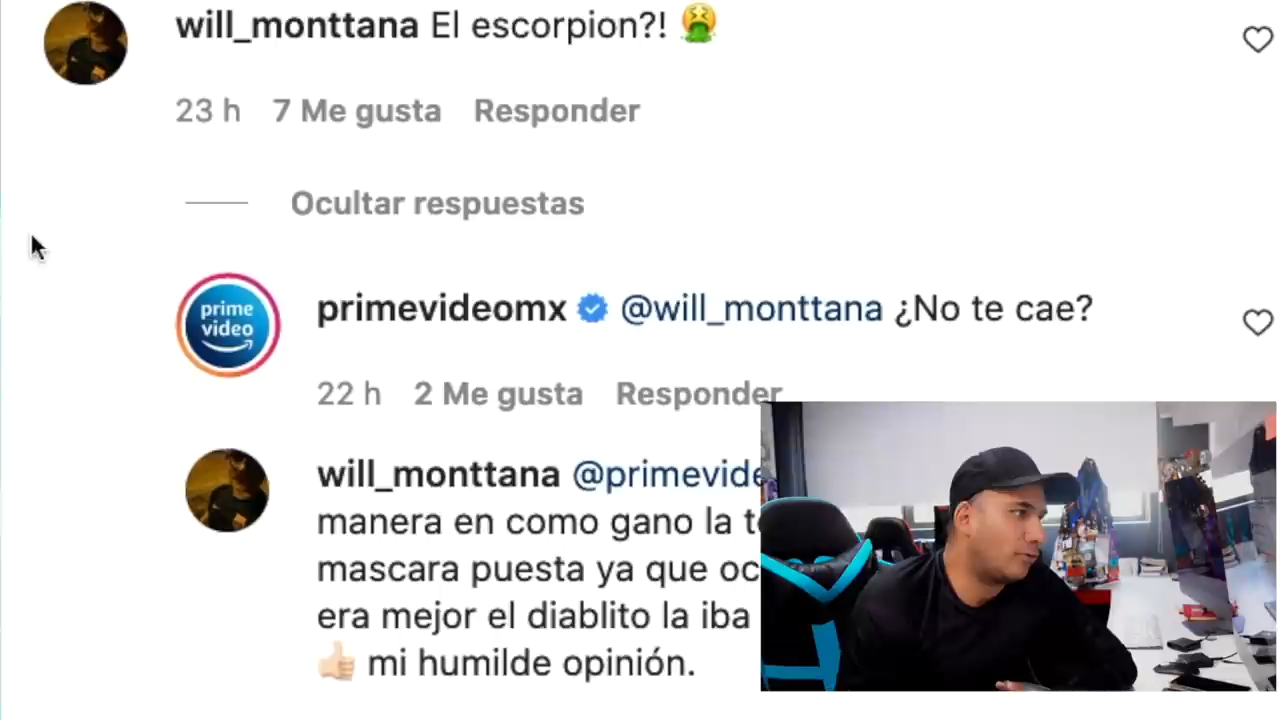 will_monttana El escorpion?! 🤮
23 h 7 Me gusta Responder
Ocultar respuestas
prime
video
primevideomx @will_monttana ¿No te cae?
22 h 2 Me gusta Responder
will_monttana @primevide
manera en como gano la t
mascara puesta ya que oc
era mejor el diablito la iba
👍🏻 mi humilde opinión.